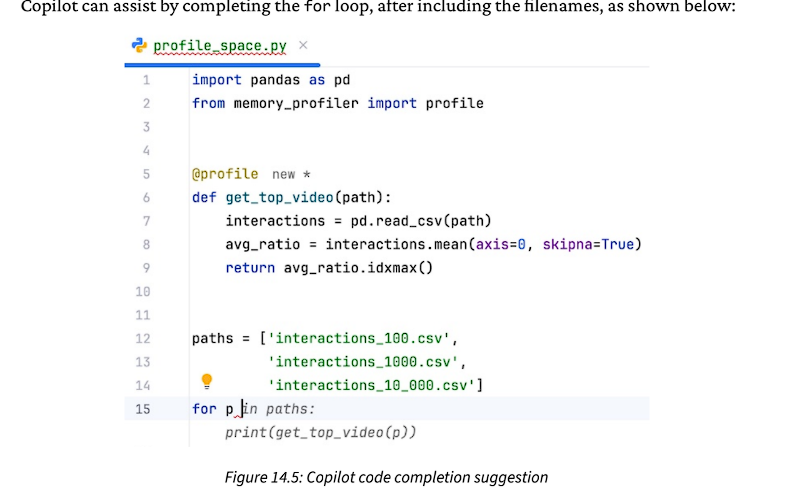 Copilot can assist by completing the for loop, after including the filenames, as shown below:
profile_space.py ×
1 import pandas as pd
2 from memory_profiler import profile
3
4
5 @profile new *
6 def get_top_video(path):
7 interactions = pd.read_csv(path)
8 avg_ratio = interactions.mean(axis=0, skipna=True)
9 return avg_ratio.idxmax()
10
11
12 paths = ['interactions_100.csv',
13 'interactions_1000.csv',
14 'interactions_10_000.csv']
15 for p in paths:
print(get_top_video(p))
Figure 14.5: Copilot code completion suggestion